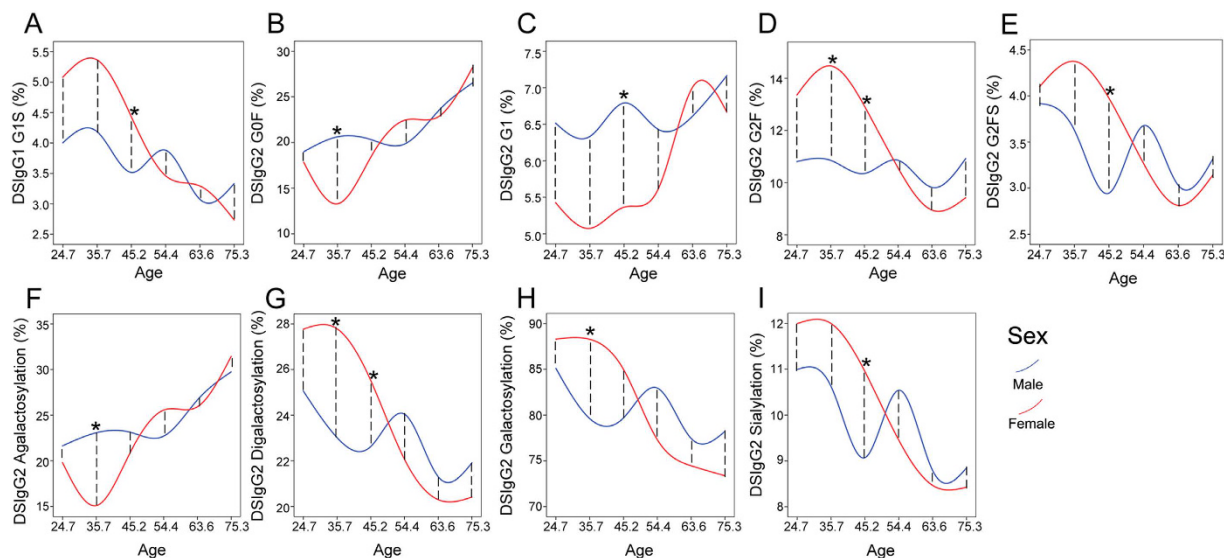 A
DSIgG1 G1S (%)
5.5
5.0
4.5
4.0
3.5
3.0
2.5
*
24.7 35.7 45.2 54.4 63.6 75.3
Age
B
DSIgG2 G0F (%)
30
25
20
15
10
*
24.7 35.7 45.2 54.4 63.6 75.3
Age
C
DSIgG2 G1 (%)
7.5
7.0
6.5
6.0
5.5
5.0
*
24.7 35.7 45.2 54.4 63.6 75.3
Age
D
DSIgG2 G2F (%)
14
12
10
8
*
*
24.7 35.7 45.2 54.4 63.6 75.3
Age
E
DSIgG2 G2FS (%)
4.5
4.0
3.5
3.0
2.5
*
24.7 35.7 45.2 54.4 63.6 75.3
Age
F
DSIgG2 Agalactosylation (%)
35
30
25
20
15
*
24.7 35.7 45.2 54.4 63.6 75.3
Age
G
DSIgG2 Digalactosylation (%)
28
26
24
22
20
*
*
24.7 35.7 45.2 54.4 63.6 75.3
Age
H
DSIgG2 Galactosylation (%)
90
85
80
75
70
*
24.7 35.7 45.2 54.4 63.6 75.3
Age
I
DSIgG2 Sialylation (%)
12
11
10
9
8
*
24.7 35.7 45.2 54.4 63.6 75.3
Age
Sex
Male
Female